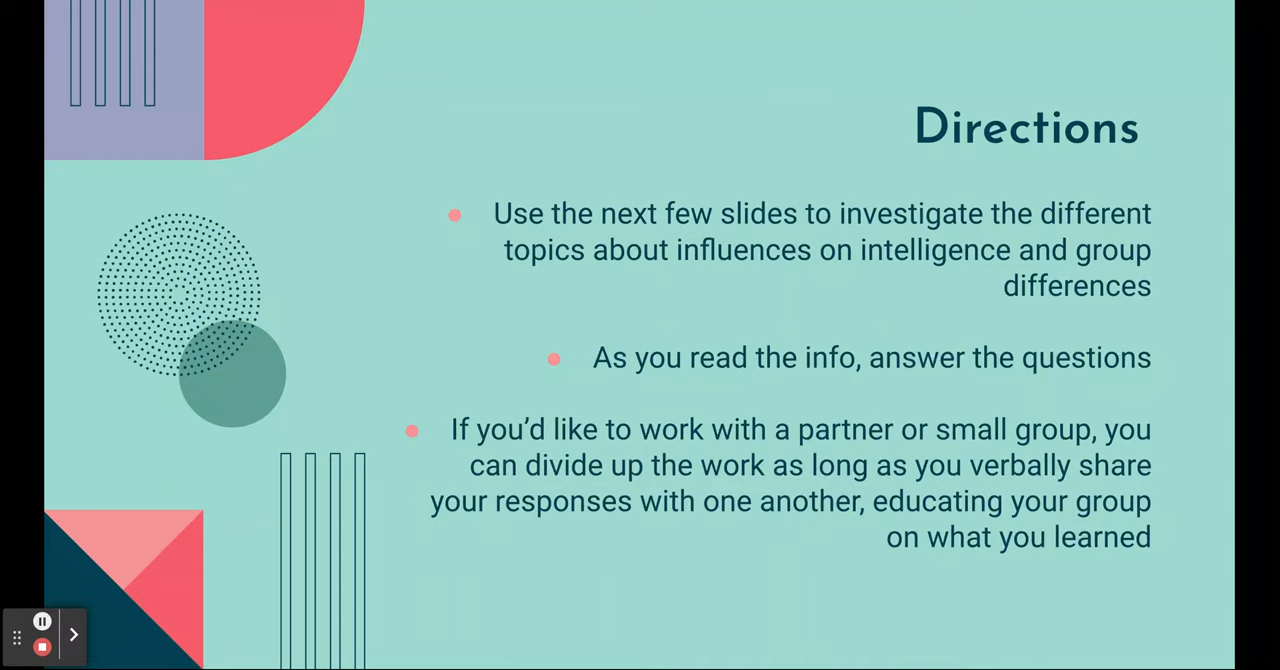 Directions
Use the next few slides to investigate the different
topics about influences on intelligence and group
differences
As you read the info, answer the questions
If you’d like to work with a partner or small group, you
can divide up the work as long as you verbally share
your responses with one another, educating your group
on what you learned